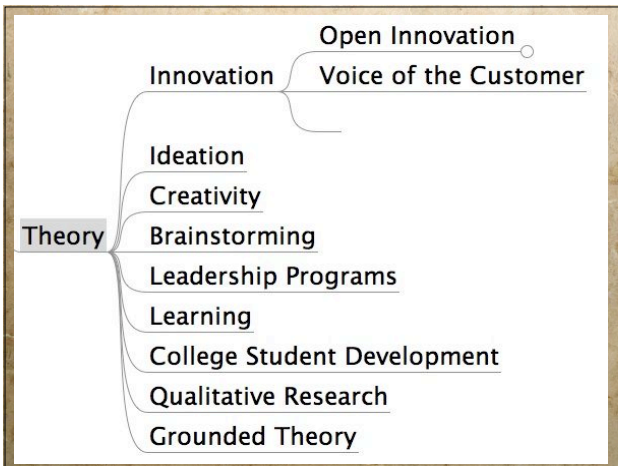 Open Innovation
Innovation
Voice of the Customer
Ideation
Creativity
Theory
Brainstorming
Leadership Programs
Learning
College Student Development
Qualitative Research
Grounded Theory